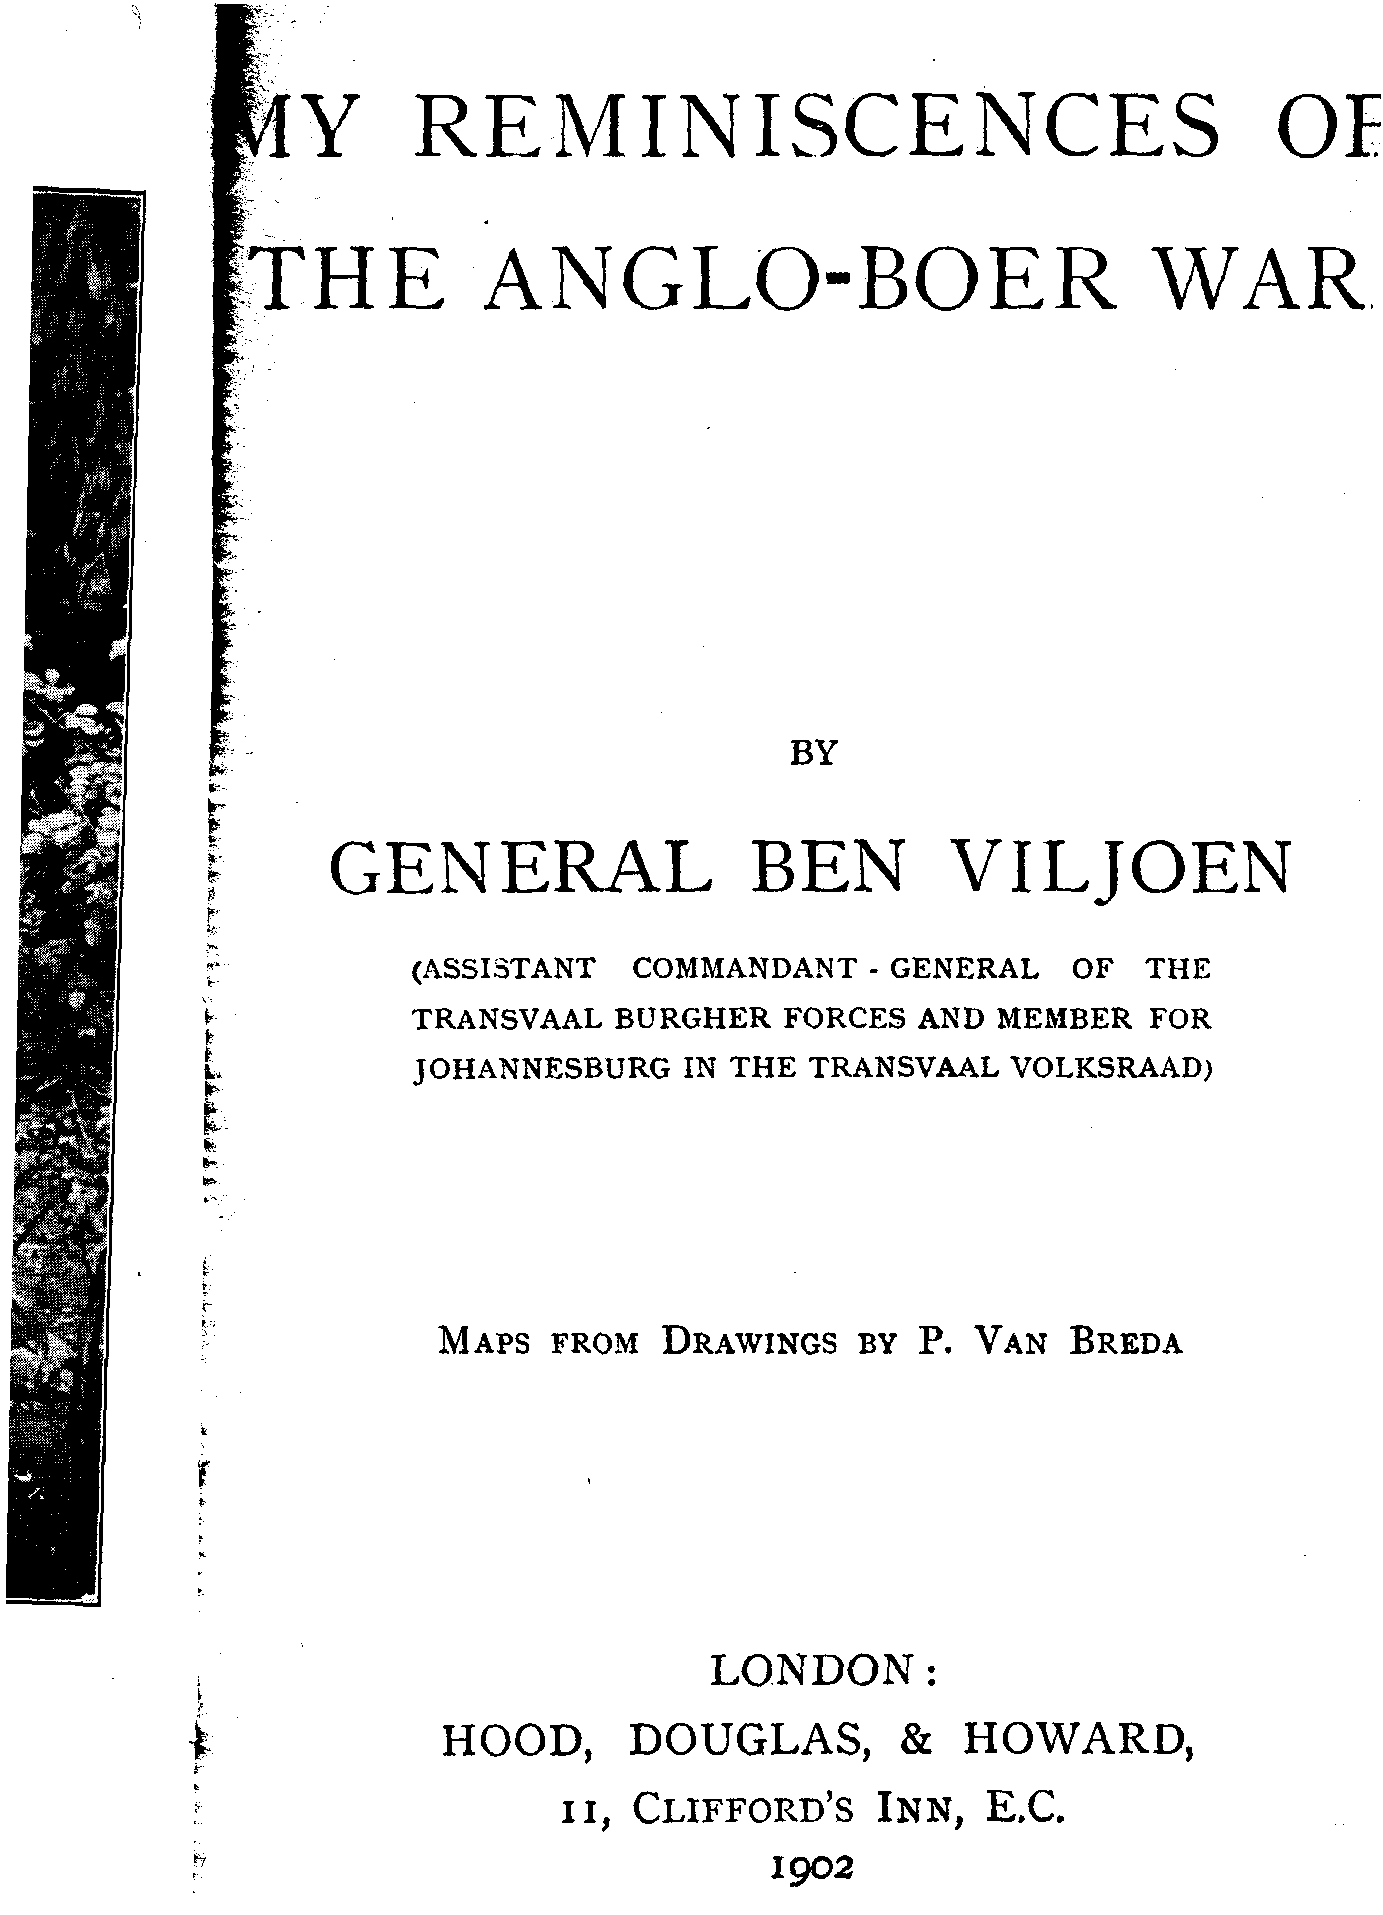 MY REMINISCENCES OF
THE ANGLO-BOER WAR
BY
GENERAL BEN VILJOEN
(ASSISTANT COMMANDANT-GENERAL OF THE
TRANSVAAL BURGHER FORCES AND MEMBER FOR
JOHANNESBURG IN THE TRANSVAAL VOLKSRAAD)
MAPS FROM DRAWINGS BY P. VAN BREDA
LONDON:
HOOD, DOUGLAS, & HOWARD,
11, CLIFFORD'S INN, E.C.
1902